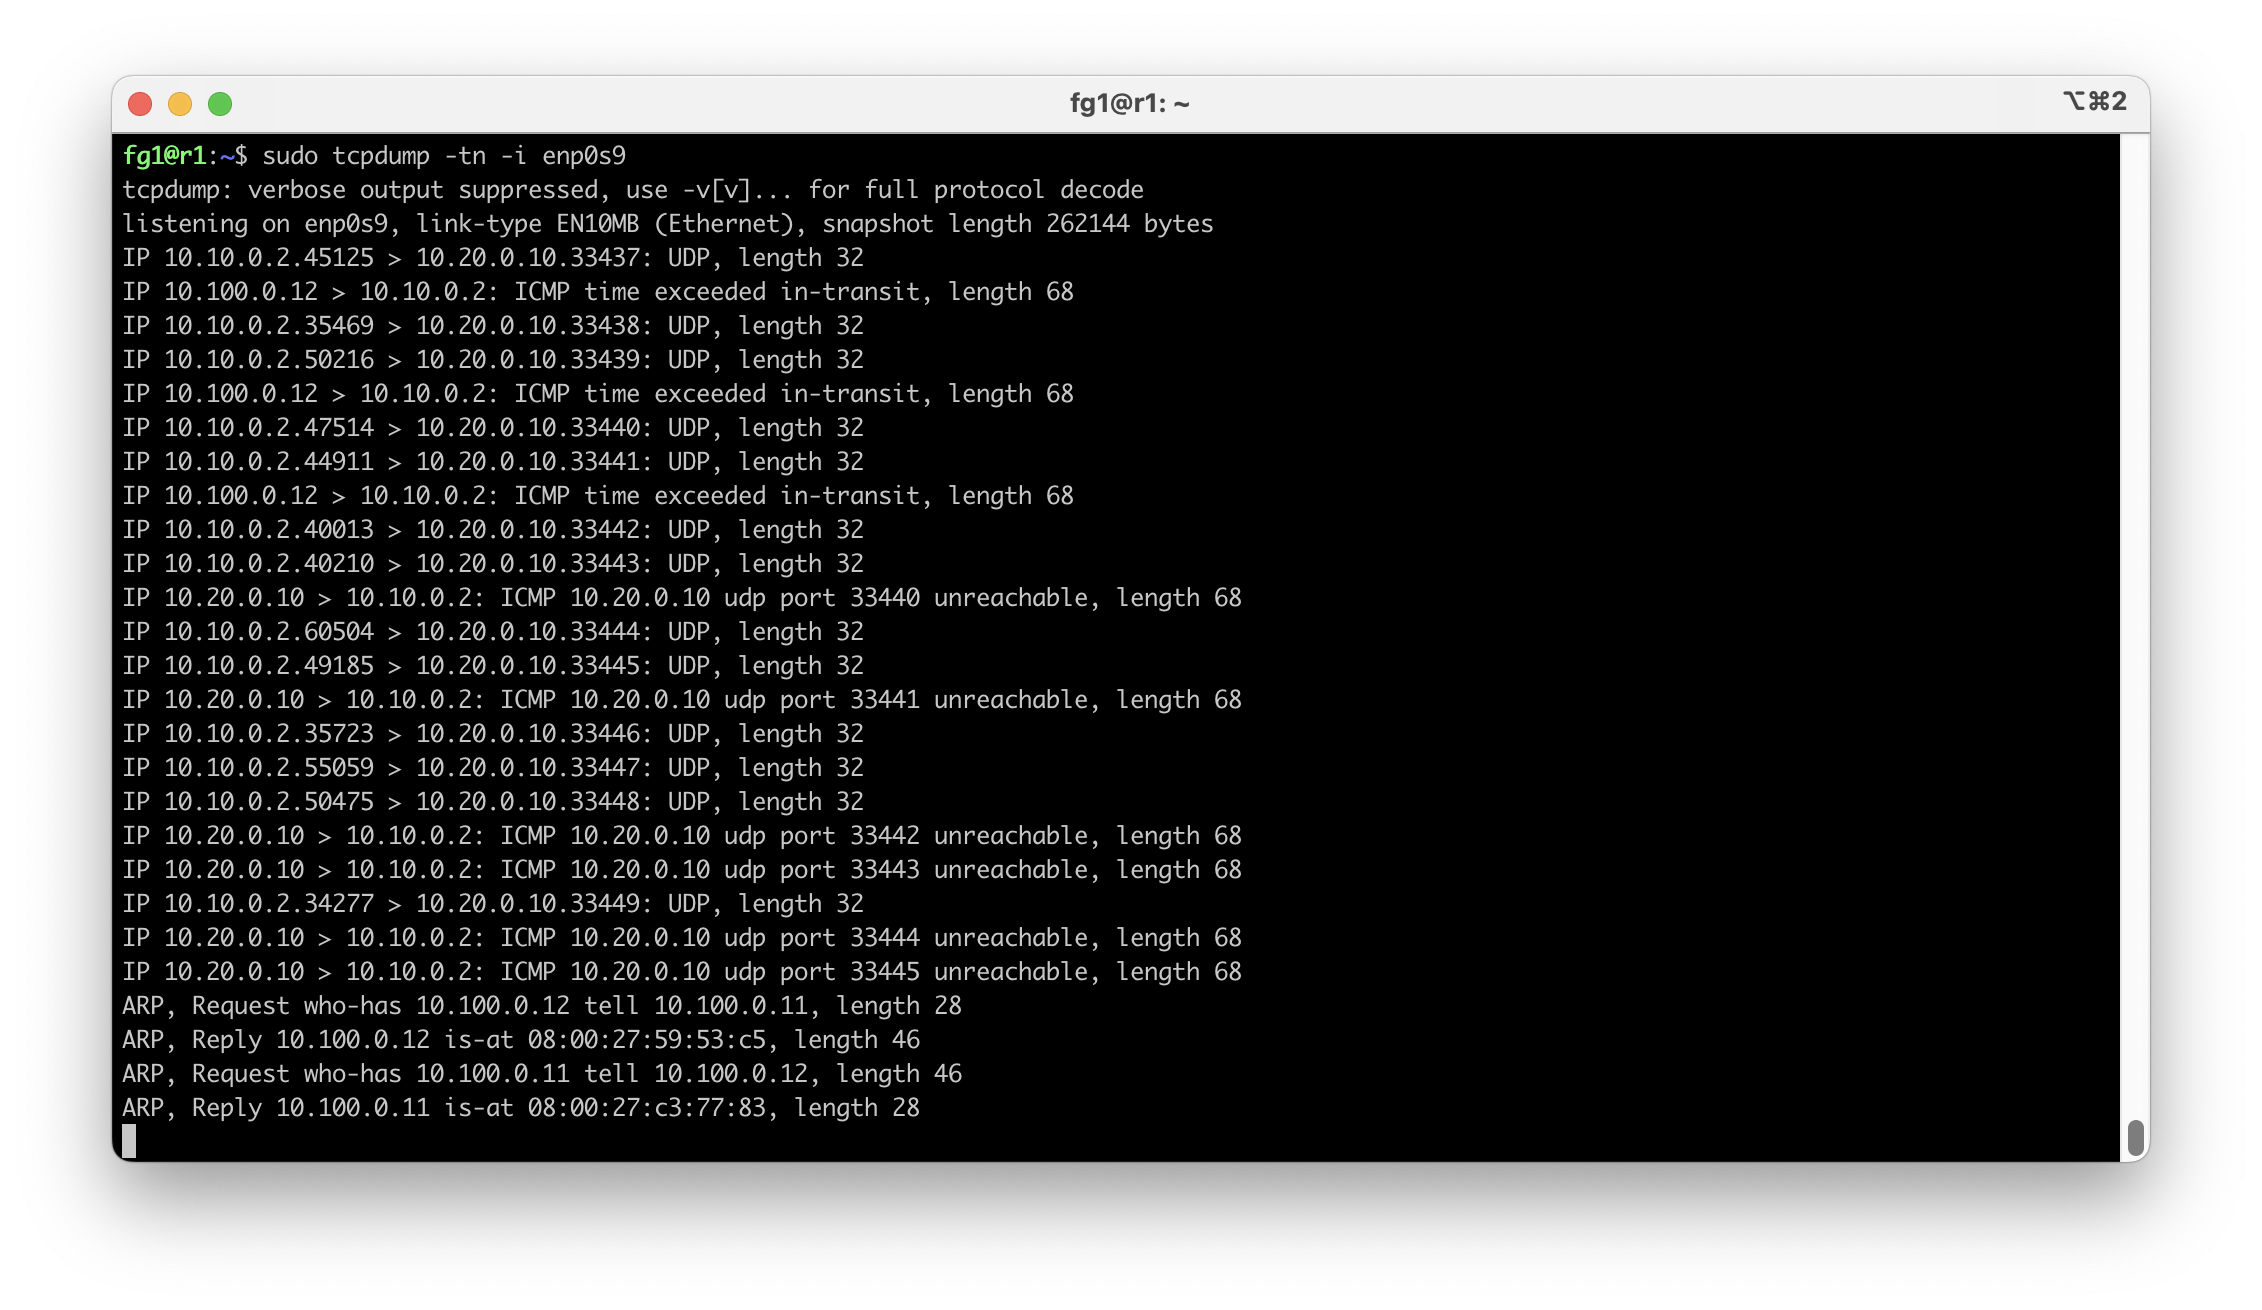 fg1@r1: ~
⌥⌘2
fg1@r1:~$ sudo tcpdump -tn -i enp0s9
tcpdump: verbose output suppressed, use -v[v]... for full protocol decode
listening on enp0s9, link-type EN10MB (Ethernet), snapshot length 262144 bytes
IP 10.10.0.2.45125 > 10.20.0.10.33437: UDP, length 32
IP 10.100.0.12 > 10.10.0.2: ICMP time exceeded in-transit, length 68
IP 10.10.0.2.35469 > 10.20.0.10.33438: UDP, length 32
IP 10.10.0.2.50216 > 10.20.0.10.33439: UDP, length 32
IP 10.100.0.12 > 10.10.0.2: ICMP time exceeded in-transit, length 68
IP 10.10.0.2.47514 > 10.20.0.10.33440: UDP, length 32
IP 10.10.0.2.44911 > 10.20.0.10.33441: UDP, length 32
IP 10.100.0.12 > 10.10.0.2: ICMP time exceeded in-transit, length 68
IP 10.10.0.2.40013 > 10.20.0.10.33442: UDP, length 32
IP 10.10.0.2.40210 > 10.20.0.10.33443: UDP, length 32
IP 10.20.0.10 > 10.10.0.2: ICMP 10.20.0.10 udp port 33440 unreachable, length 68
IP 10.10.0.2.60504 > 10.20.0.10.33444: UDP, length 32
IP 10.10.0.2.49185 > 10.20.0.10.33445: UDP, length 32
IP 10.20.0.10 > 10.10.0.2: ICMP 10.20.0.10 udp port 33441 unreachable, length 68
IP 10.10.0.2.35723 > 10.20.0.10.33446: UDP, length 32
IP 10.10.0.2.55059 > 10.20.0.10.33447: UDP, length 32
IP 10.10.0.2.50475 > 10.20.0.10.33448: UDP, length 32
IP 10.20.0.10 > 10.10.0.2: ICMP 10.20.0.10 udp port 33442 unreachable, length 68
IP 10.20.0.10 > 10.10.0.2: ICMP 10.20.0.10 udp port 33443 unreachable, length 68
IP 10.10.0.2.34277 > 10.20.0.10.33449: UDP, length 32
IP 10.20.0.10 > 10.10.0.2: ICMP 10.20.0.10 udp port 33444 unreachable, length 68
IP 10.20.0.10 > 10.10.0.2: ICMP 10.20.0.10 udp port 33445 unreachable, length 68
ARP, Request who-has 10.100.0.12 tell 10.100.0.11, length 28
ARP, Reply 10.100.0.12 is-at 08:00:27:59:53:c5, length 46
ARP, Request who-has 10.100.0.11 tell 10.100.0.12, length 46
ARP, Reply 10.100.0.11 is-at 08:00:27:c3:77:83, length 28